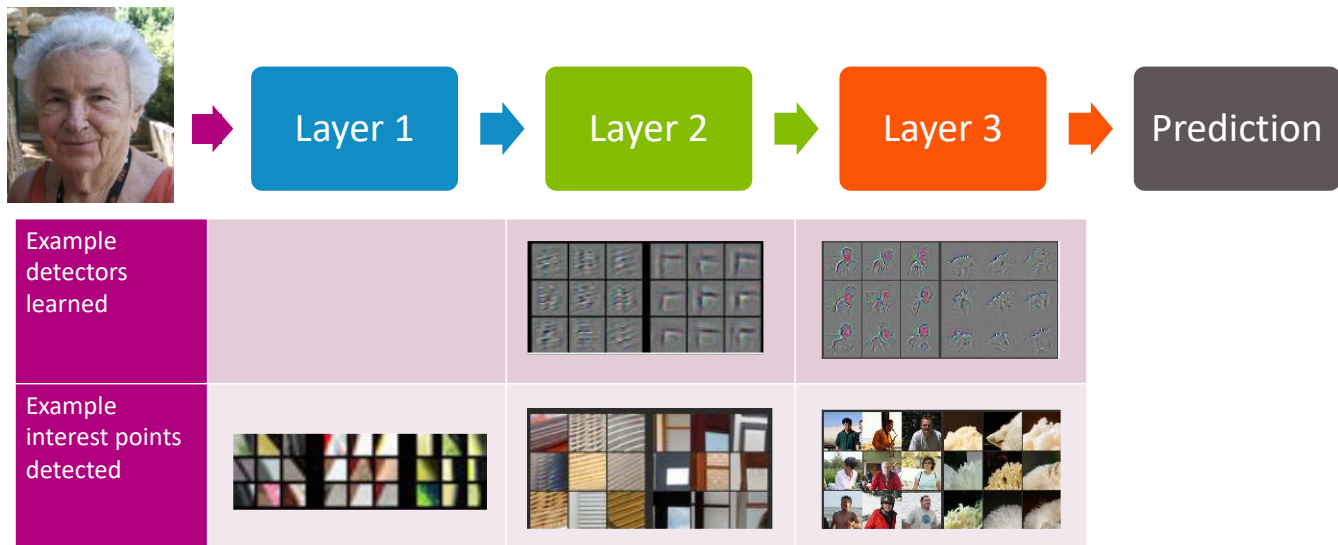 Layer 1
Layer 2
Layer 3
Prediction
Example
detectors
learned
Example
interest points
detected